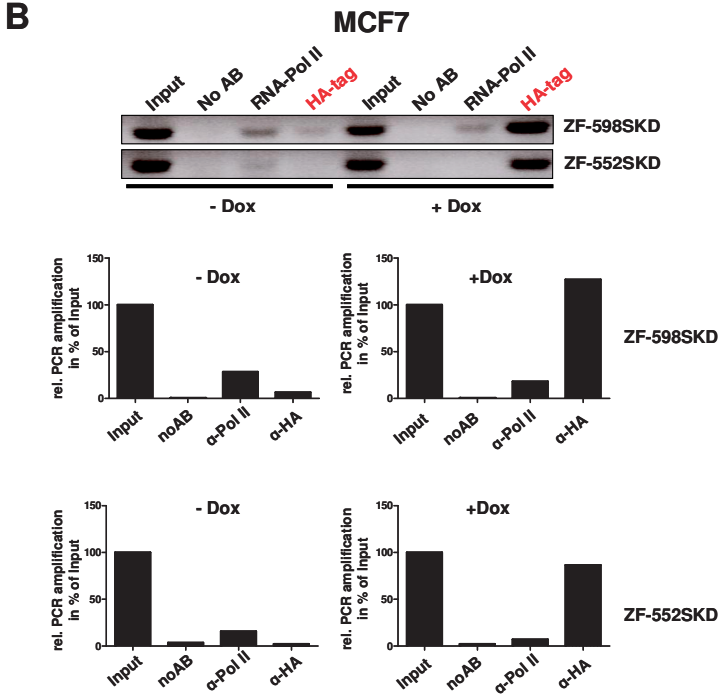 B
MCF7
Input No AB RNA-Pol II HA-tag Input No AB RNA-Pol II HA-tag
ZF-598SKD
ZF-552SKD
- Dox + Dox
rel. PCR amplification
in % of Input
150
100
50
0
- Dox
Input noAB α-Pol II α-HA
rel. PCR amplification
in % of Input
150
100
50
0
+Dox
Input noAB α-Pol II α-HA
ZF-598SKD
rel. PCR amplification
in % of Input
150
100
50
0
- Dox
Input noAB α-Pol II α-HA
rel. PCR amplification
in % of Input
150
100
50
0
+Dox
Input noAB α-Pol II α-HA
ZF-552SKD